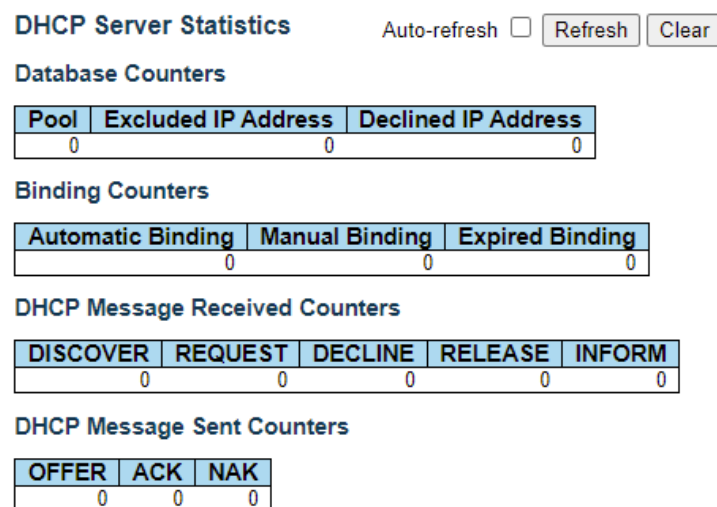 DHCP Server Statistics Auto-refresh Refresh Clear
Database Counters
Pool Excluded IP Address Declined IP Address
0 0 0
Binding Counters
Automatic Binding Manual Binding Expired Binding
0 0 0
DHCP Message Received Counters
DISCOVER REQUEST DECLINE RELEASE INFORM
0 0 0 0 0
DHCP Message Sent Counters
OFFER ACK NAK
0 0 0